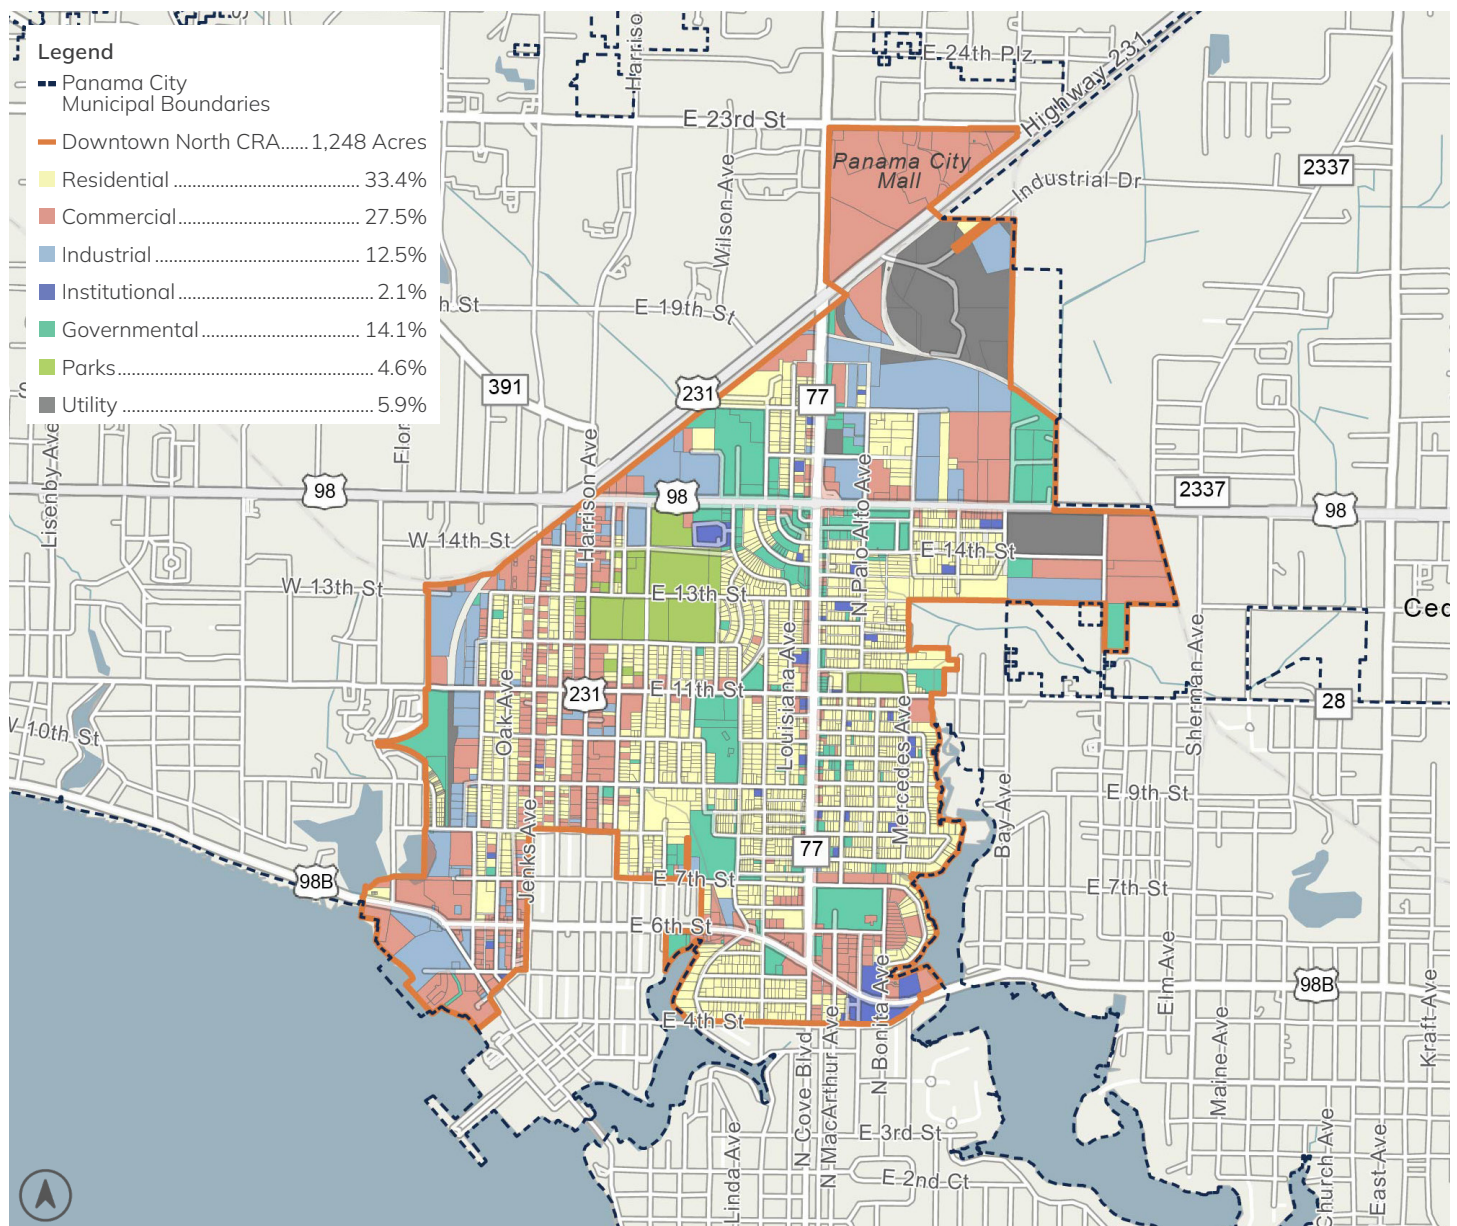 Legend
Panama City
Municipal Boundaries
Downtown North CRA......1,248 Acres
Residential 33.4%
Commercial 27.5%
Industrial 12.5%
Institutional 2.1%
Governmental 14.1%
Parks 4.6%
Utility 5.9%
E 24th Plz
Highway 231
E 23rd St
Panama City
Mall
Industrial Dr
2337
Wilson Ave
E 19th St
391
231
77
Harrison Ave
Lisenby Ave
98
98
2337
98
N Palo Alto Ave
W 14th St
E 14th St
W 13th St
E 13th St
Louisiana Ave
Oak Ave
231
E 11th St
Mercedes Ave
Sherman Ave
28
W 10th St
Bay Ave
E 9th St
Jenks Ave
77
98B
E 7th St
E 7th St
E 6th St
Elm Ave
98B
N Bonita Ave
E 4th St
Kraft Ave
Maine Ave
N Cove Blvd
N MacArthur Ave
E 3rd St
Linda Ave
E 2nd Ct
Church Ave
East Ave